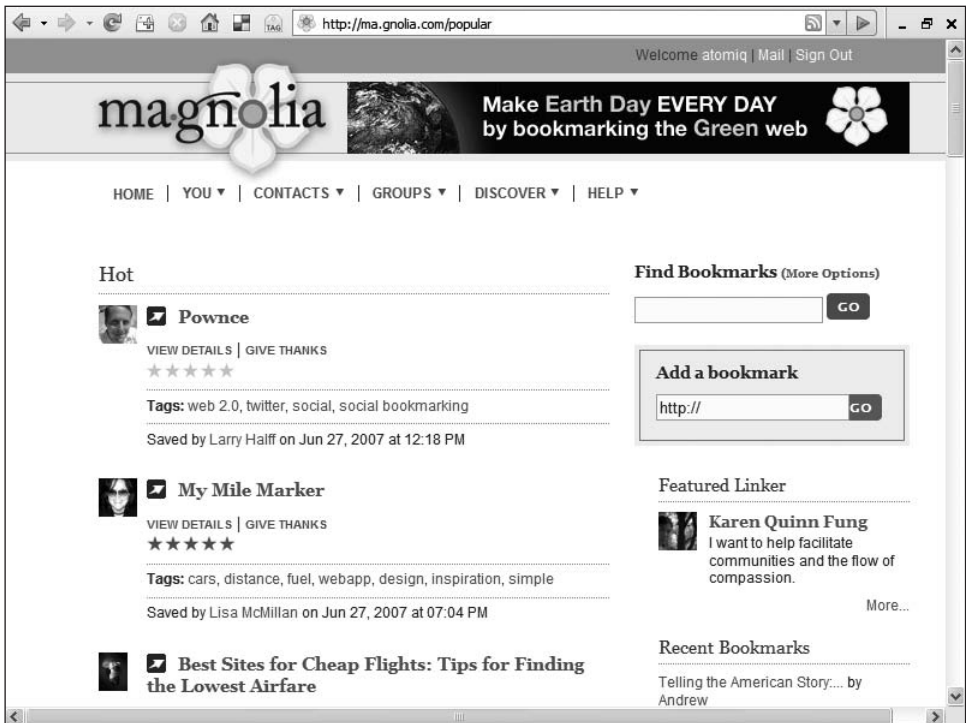 TAG
http://ma.gnolia.com/popular
Welcome atomiq | Mail | Sign Out
ma.gnolia
Make Earth Day EVERY DAY
by bookmarking the Green web
HOME | YOU ▼ | CONTACTS ▼ | GROUPS ▼ | DISCOVER ▼ | HELP ▼
Hot
Pownce
VIEW DETAILS | GIVE THANKS
★★★★★
Tags: web 2.0, twitter, social, social bookmarking
Saved by Larry Halff on Jun 27, 2007 at 12:18 PM
My Mile Marker
VIEW DETAILS | GIVE THANKS
★★★★★
Tags: cars, distance, fuel, webapp, design, inspiration, simple
Saved by Lisa McMillan on Jun 27, 2007 at 07:04 PM
Best Sites for Cheap Flights: Tips for Finding
the Lowest Airfare
Find Bookmarks (More Options)
GO
Add a bookmark
http://
GO
Featured Linker
Karen Quinn Fung
I want to help facilitate
communities and the flow of
compassion.
More...
Recent Bookmarks
Telling the American Story:... by
Andrew